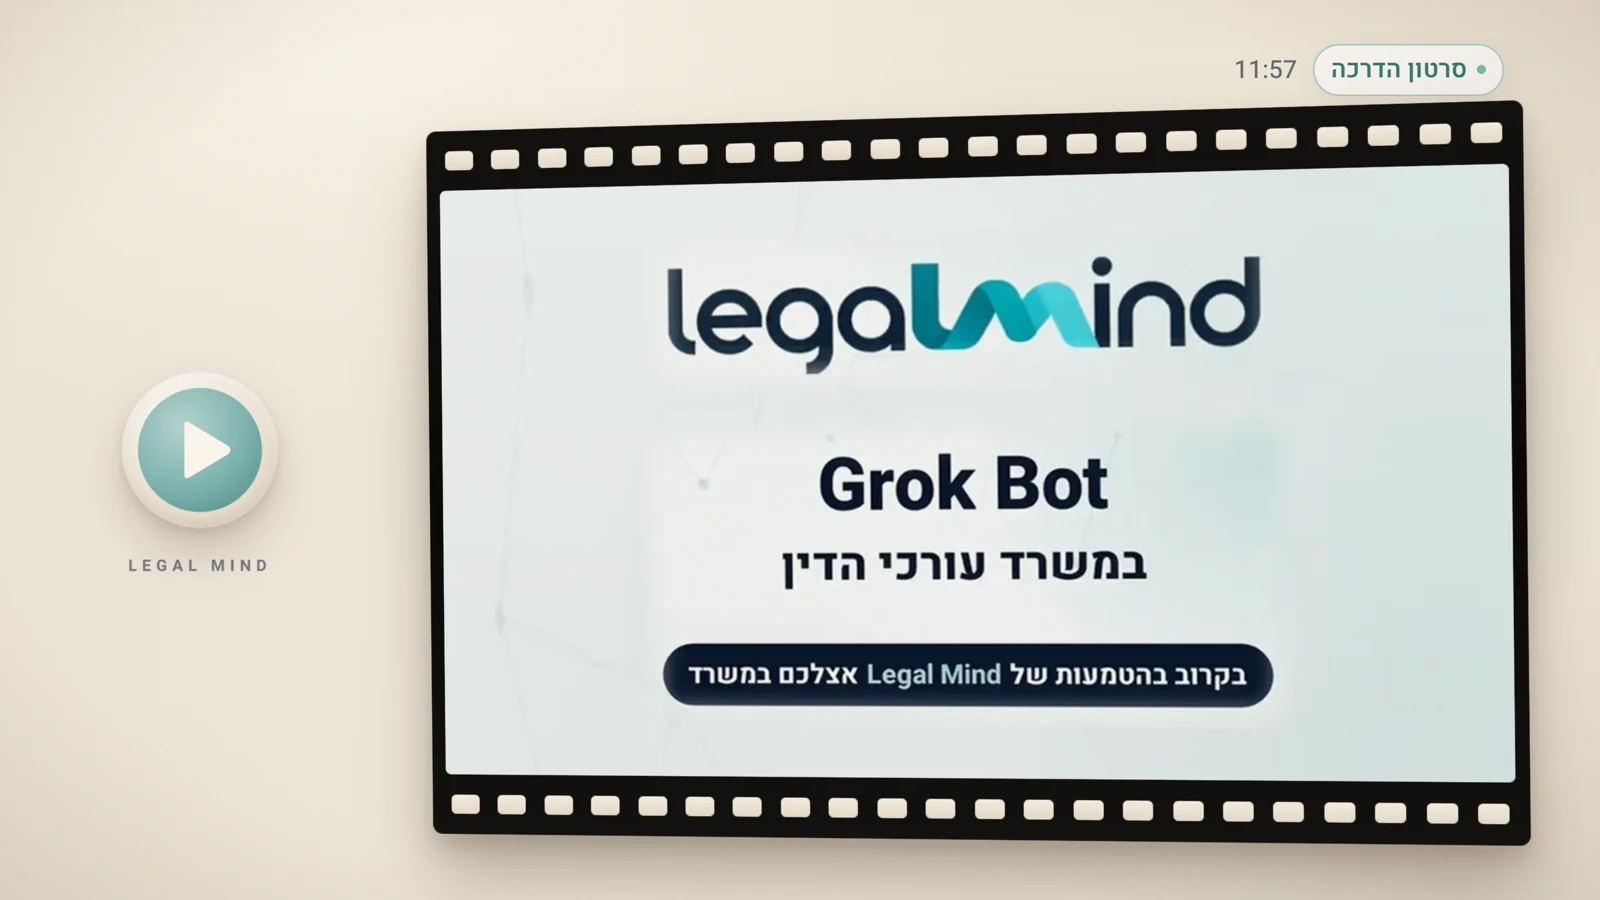 סרטון הדרכה
11:57
legalmind
Grok Bot
במשרד עורכי הדין
בקרוב בהטמעות של Legal Mind אצלכם במשרד
LEGAL MIND